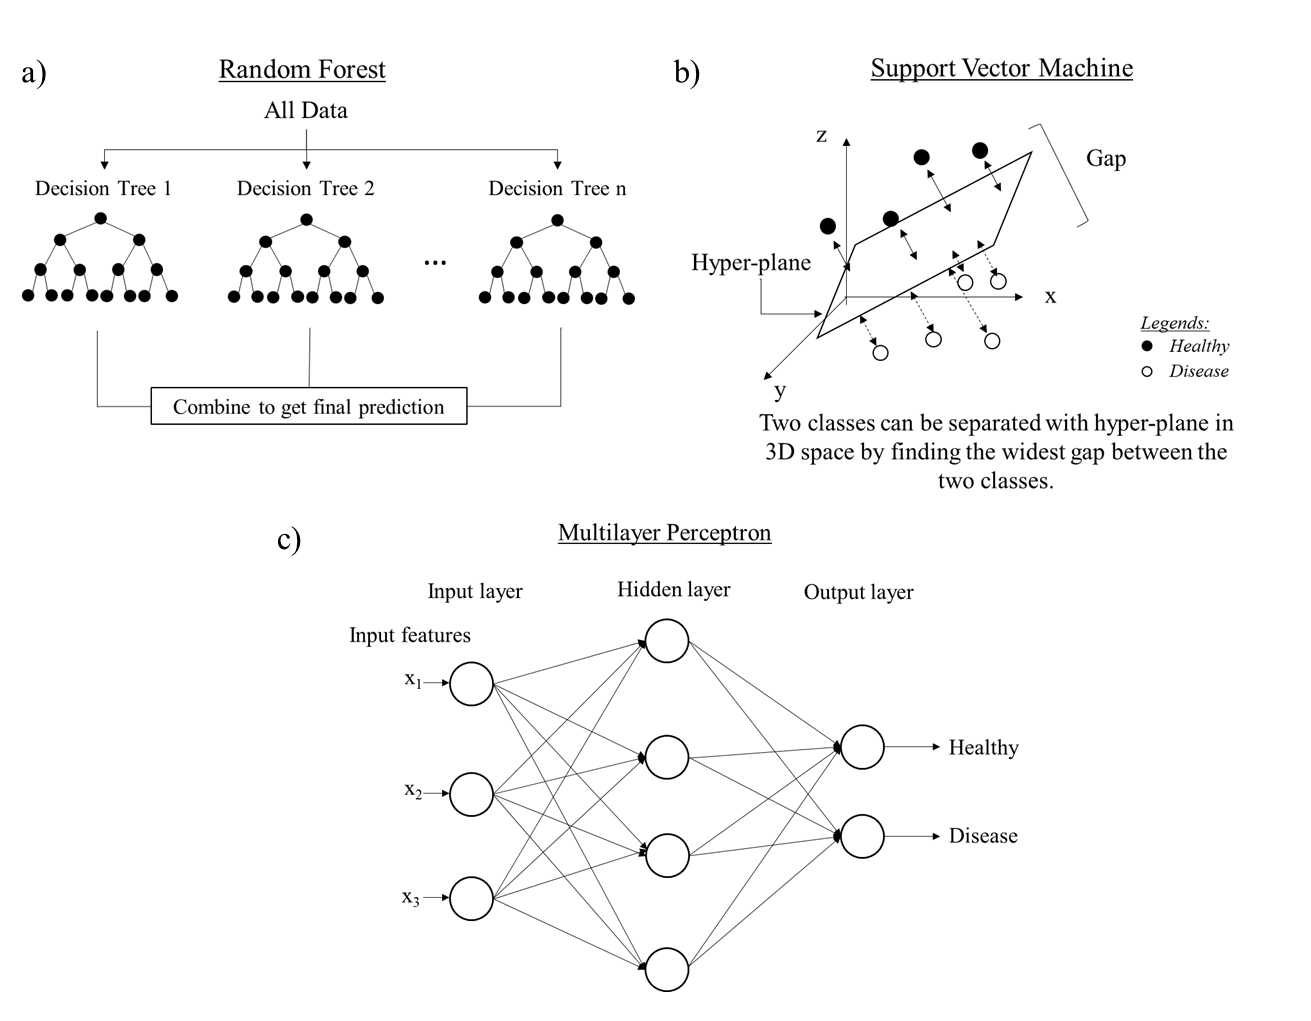 a)
Random Forest
All Data
Decision Tree 1
Decision Tree 2
Decision Tree n
...
Combine to get final prediction
b)
Support Vector Machine
z
Gap
Hyper-plane
x
y
Legends:
Healthy
Disease
Two classes can be separated with hyper-plane in
3D space by finding the widest gap between the
two classes.
c)
Multilayer Perceptron
Input layer
Hidden layer
Output layer
Input features
x₁
x₂
x₃
Healthy
Disease